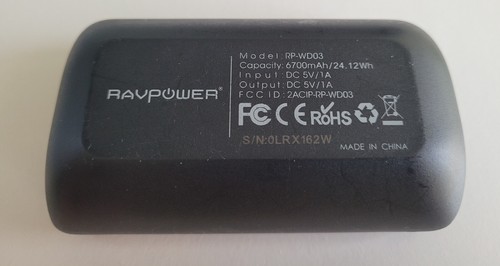 RAVPOWER®
Model: RP-WD03
Capacity: 6700mAh/24.12Wh
Input: DC 5V/1A
Output: DC 5V/1A
FCC ID: 2ACIP-RP-WD03
FC CE RoHS
S/N:0LRX162W
MADE IN CHINA